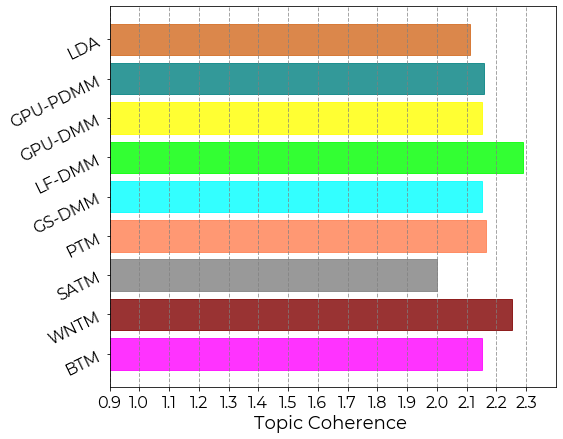 LDA
GPU-PDMM
GPU-DMM
LF-DMM
GS-DMM
PTM
SATM
WNTM
BTM
0.9 1.0 1.1 1.2 1.3 1.4 1.5 1.6 1.7 1.8 1.9 2.0 2.1 2.2 2.3
Topic Coherence